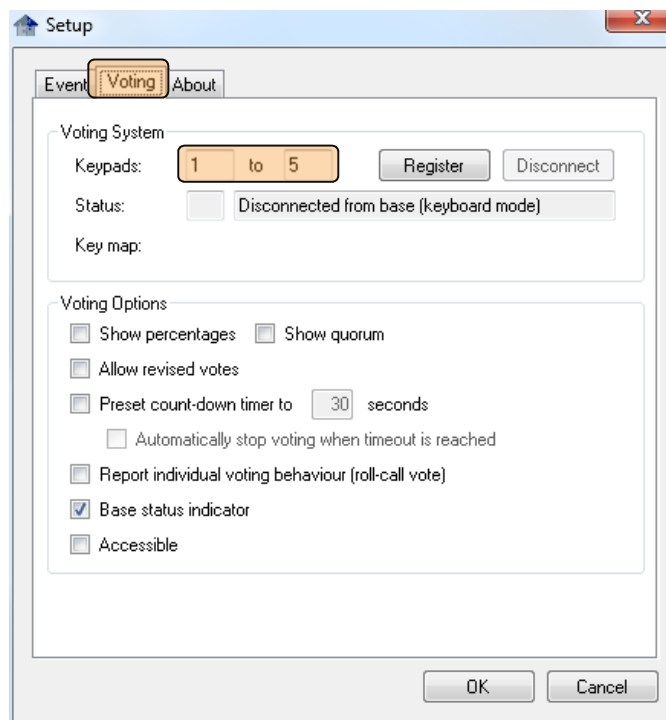 Setup
Event Voting About
Voting System
Keypads: 1 to 5 Register Disconnect
Status: Disconnected from base (keyboard mode)
Key map:
Voting Options
Show percentages Show quorum
Allow revised votes
Preset count-down timer to 30 seconds
Automatically stop voting when timeout is reached
Report individual voting behaviour (roll-call vote)
Base status indicator
Accessible
OK Cancel